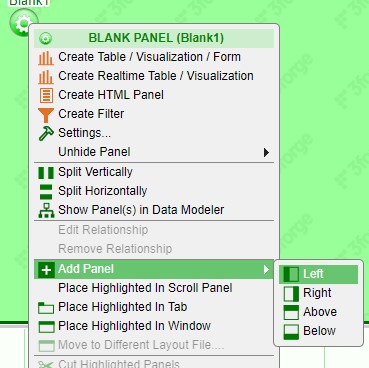 Blank1
BLANK PANEL (Blank1)
Create Table / Visualization / Form
Create Realtime Table / Visualization
Create HTML Panel
Create Filter
Settings...
Unhide Panel
Split Vertically
Split Horizontally
Show Panel(s) in Data Modeler
Edit Relationship
Remove Relationship
Add Panel
Left
Place Highlighted In Scroll Panel
Right
Place Highlighted In Tab
Above
Place Highlighted In Window
Below
Move to Different Layout File....
Cut Highlighted Panels
3forge